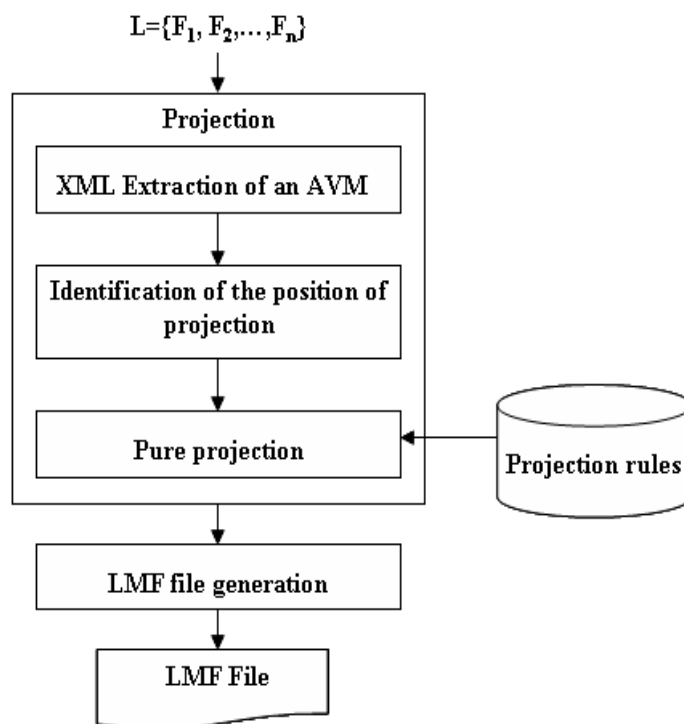 L={F1, F2,...,Fn}
Projection
XML Extraction of an AVM
Identification of the position of
projection
Pure projection
Projection rules
LMF file generation
LMF File